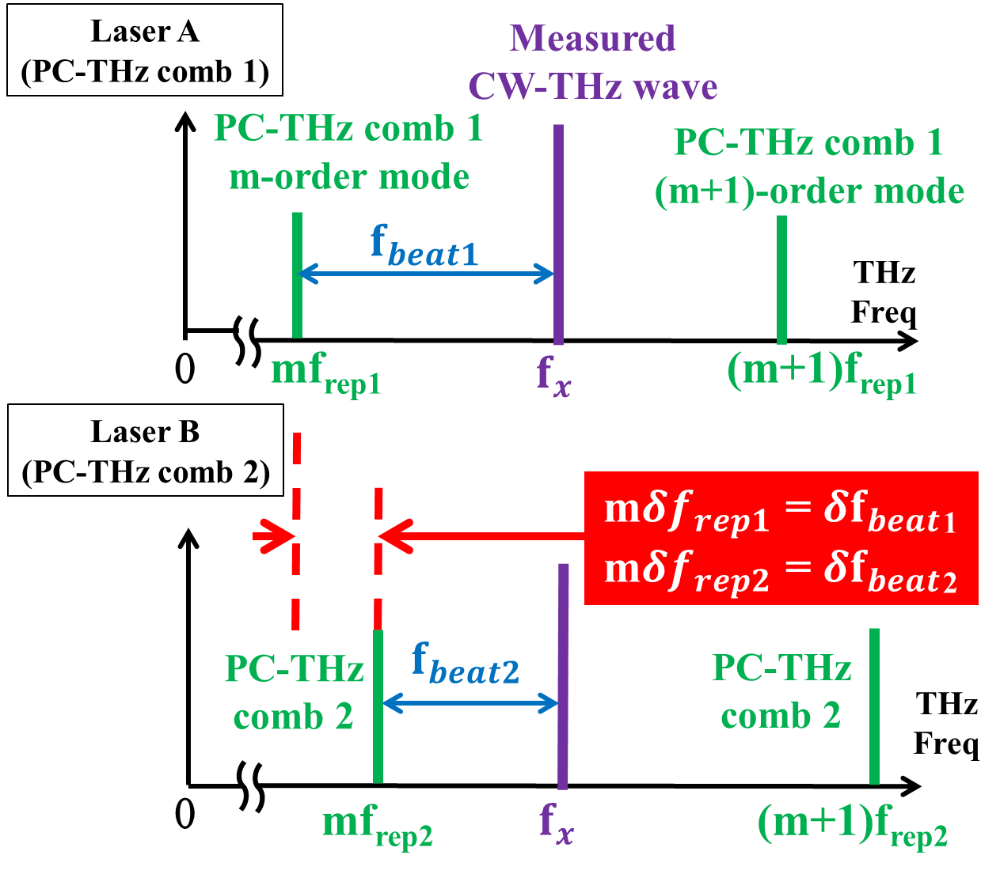 Laser A
(PC-THz comb 1)
Measured
CW-THz wave
PC-THz comb 1
m-order mode
PC-THz comb 1
(m+1)-order mode
f_beat1
THz
Freq
0
mf_rep1
f_x
(m+1)f_rep1
Laser B
(PC-THz comb 2)
mδf_rep1 = δf_beat1
mδf_rep2 = δf_beat2
PC-THz
comb 2
f_beat2
PC-THz
comb 2
THz
Freq
0
mf_rep2
f_x
(m+1)f_rep2